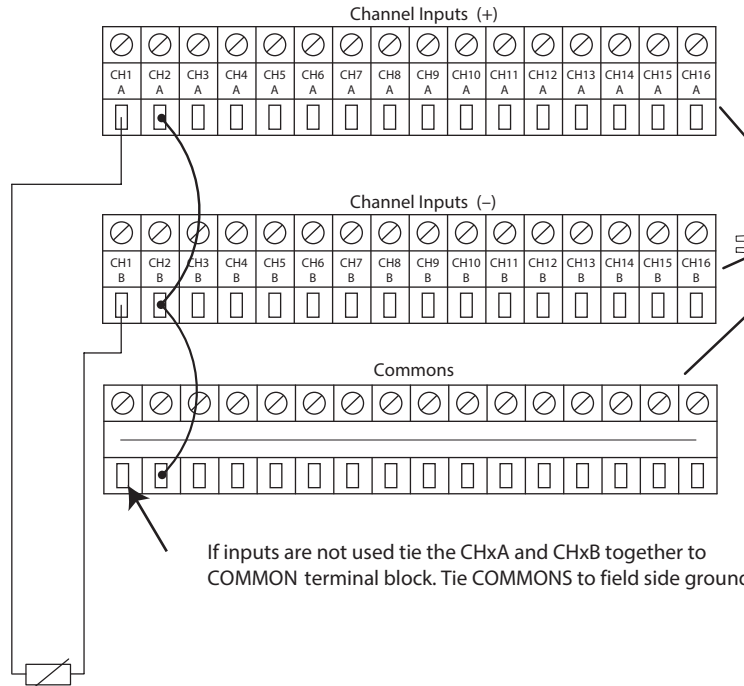 Channel Inputs (+)
CH1 CH2 CH3 CH4 CH5 CH6 CH7 CH8 CH9 CH10 CH11 CH12 CH13 CH14 CH15 CH16
A A A A A A A A A A A A A A A A
Channel Inputs (–)
CH1 CH2 CH3 CH4 CH5 CH6 CH7 CH8 CH9 CH10 CH11 CH12 CH13 CH14 CH15 CH16
B B B B B B B B B B B B B B B B
Commons
If inputs are not used tie the CHxA and CHxB together to
COMMON terminal block. Tie COMMONS to field side ground